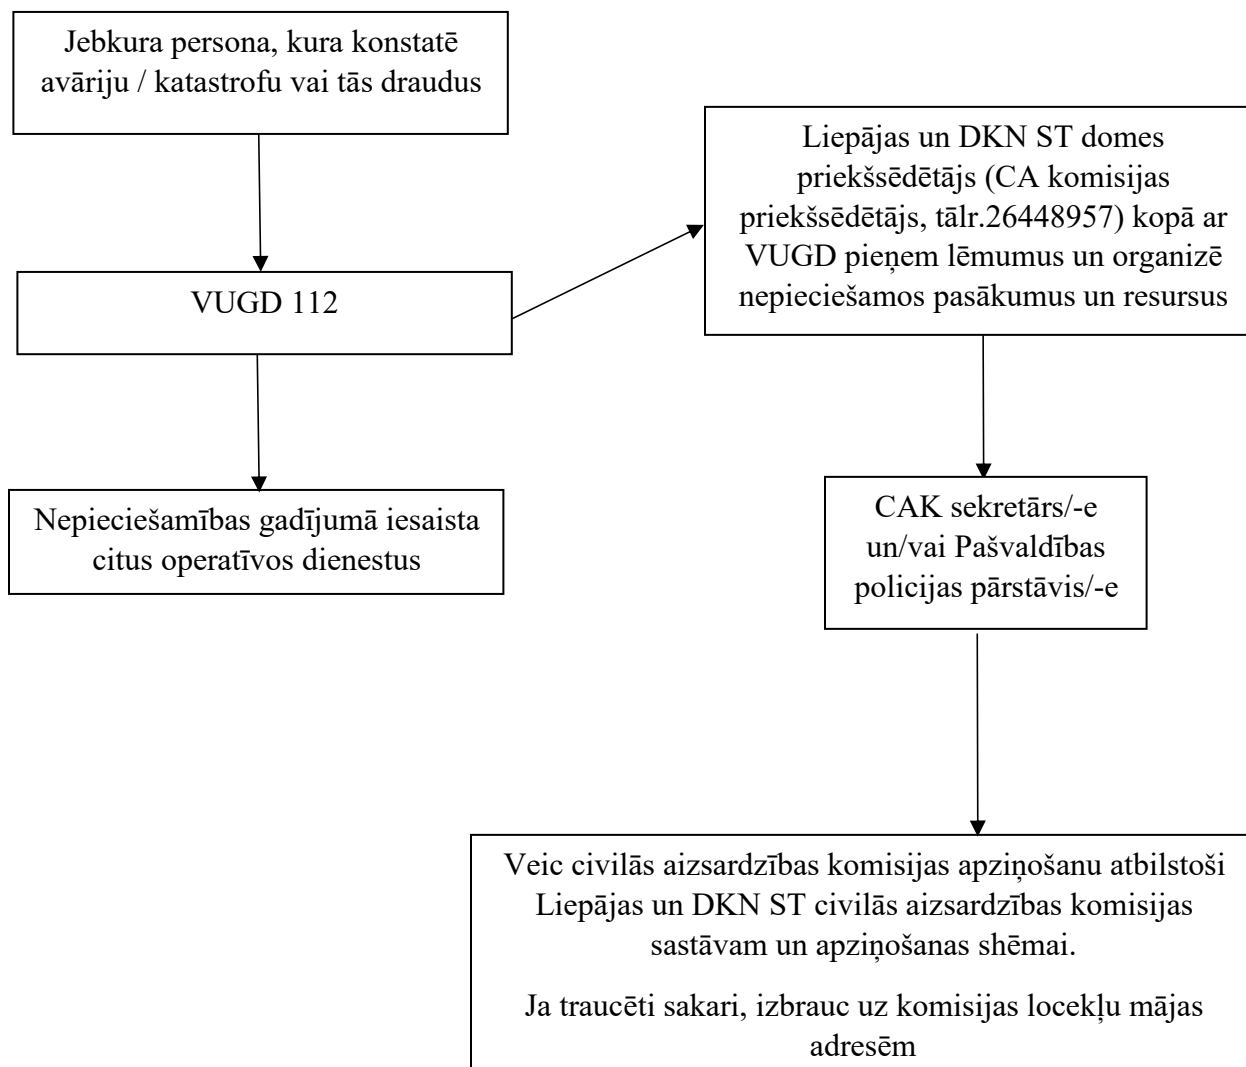 Jebkura persona, kura konstatē
avāriju / katastrofu vai tās draudus
Liepājas un DKN ST domes
priekšsēdētājs (CA komisijas
priekšsēdētājs, tālr.26448957) kopā ar
VUGD pieņem lēmumus un organizē
nepieciešamos pasākumus un resursus
VUGD 112
Nepieciešamības gadījumā iesaista
citus operatīvos dienestus
CAK sekretārs/-e
un/vai Pašvaldības
policijas pārstāvis/-e
Veic civilās aizsardzības komisijas apziņošanu atbilstoši
Liepājas un DKN ST civilās aizsardzības komisijas
sastāvam un apziņošanas shēmai.
Ja traucēti sakari, izbrauc uz komisijas locekļu mājas
adresēm